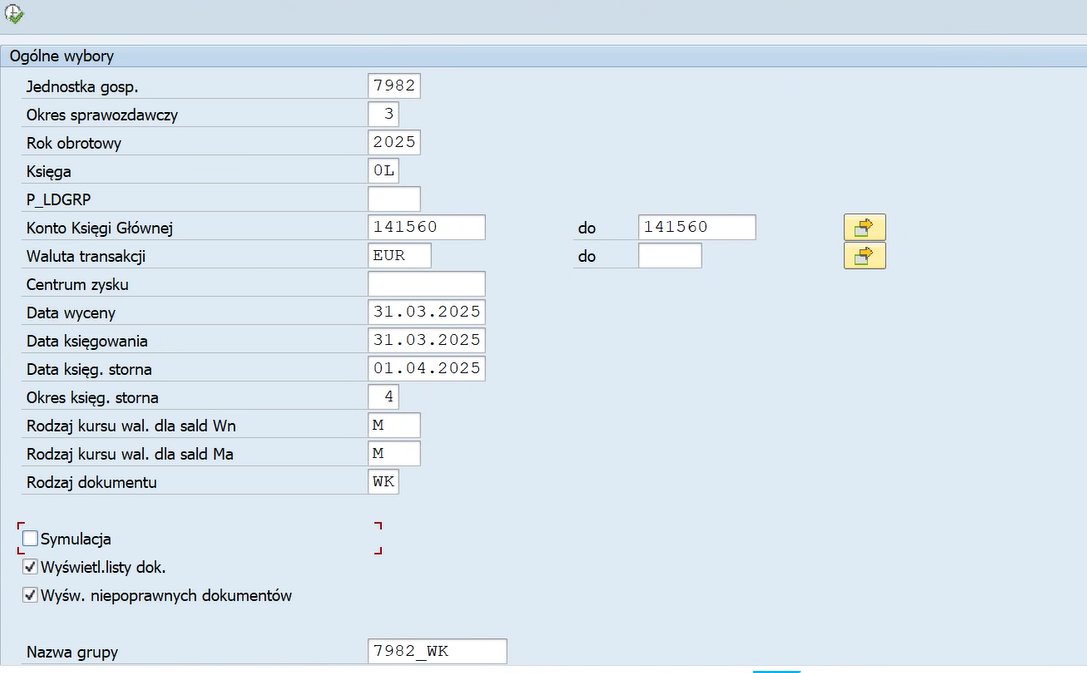 Ogólne wybory
Jednostka gosp. 7982
Okres sprawozdawczy 3
Rok obrotowy 2025
Księga 0L
P_LDGRP
Konto Księgi Głównej 141560 do 141560
Waluta transakcji EUR do
Centrum zysku
Data wyceny 31.03.2025
Data księgowania 31.03.2025
Data księg. storna 01.04.2025
Okres księg. storna 4
Rodzaj kursu wal. dla sald Wn M
Rodzaj kursu wal. dla sald Ma M
Rodzaj dokumentu WK
Symulacja
Wyświetl.listy dok.
Wyśw. niepoprawnych dokumentów
Nazwa grupy 7982_WK